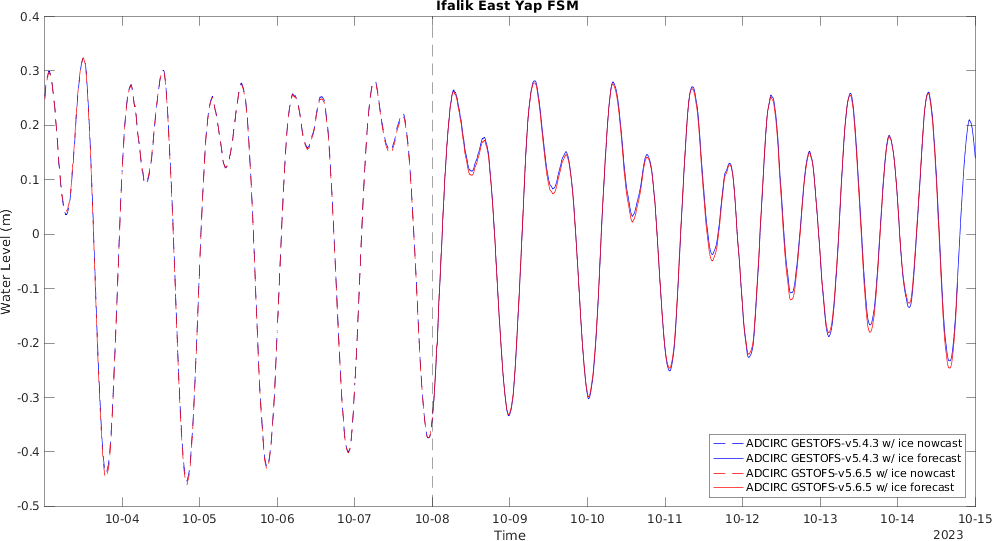 Ifalik East Yap FSM
0.4
0.3
0.2
0.1
0
-0.1
-0.2
-0.3
-0.4
-0.5
Water Level (m)
ADCIRC GESTOFS-v5.4.3 w/ ice nowcast
ADCIRC GESTOFS-v5.4.3 w/ ice forecast
ADCIRC GSTOFS-v5.6.5 w/ ice nowcast
ADCIRC GSTOFS-v5.6.5 w/ ice forecast
10-04 10-05 10-06 10-07 10-08 10-09 10-10 10-11 10-12 10-13 10-14 10-15
Time
2023